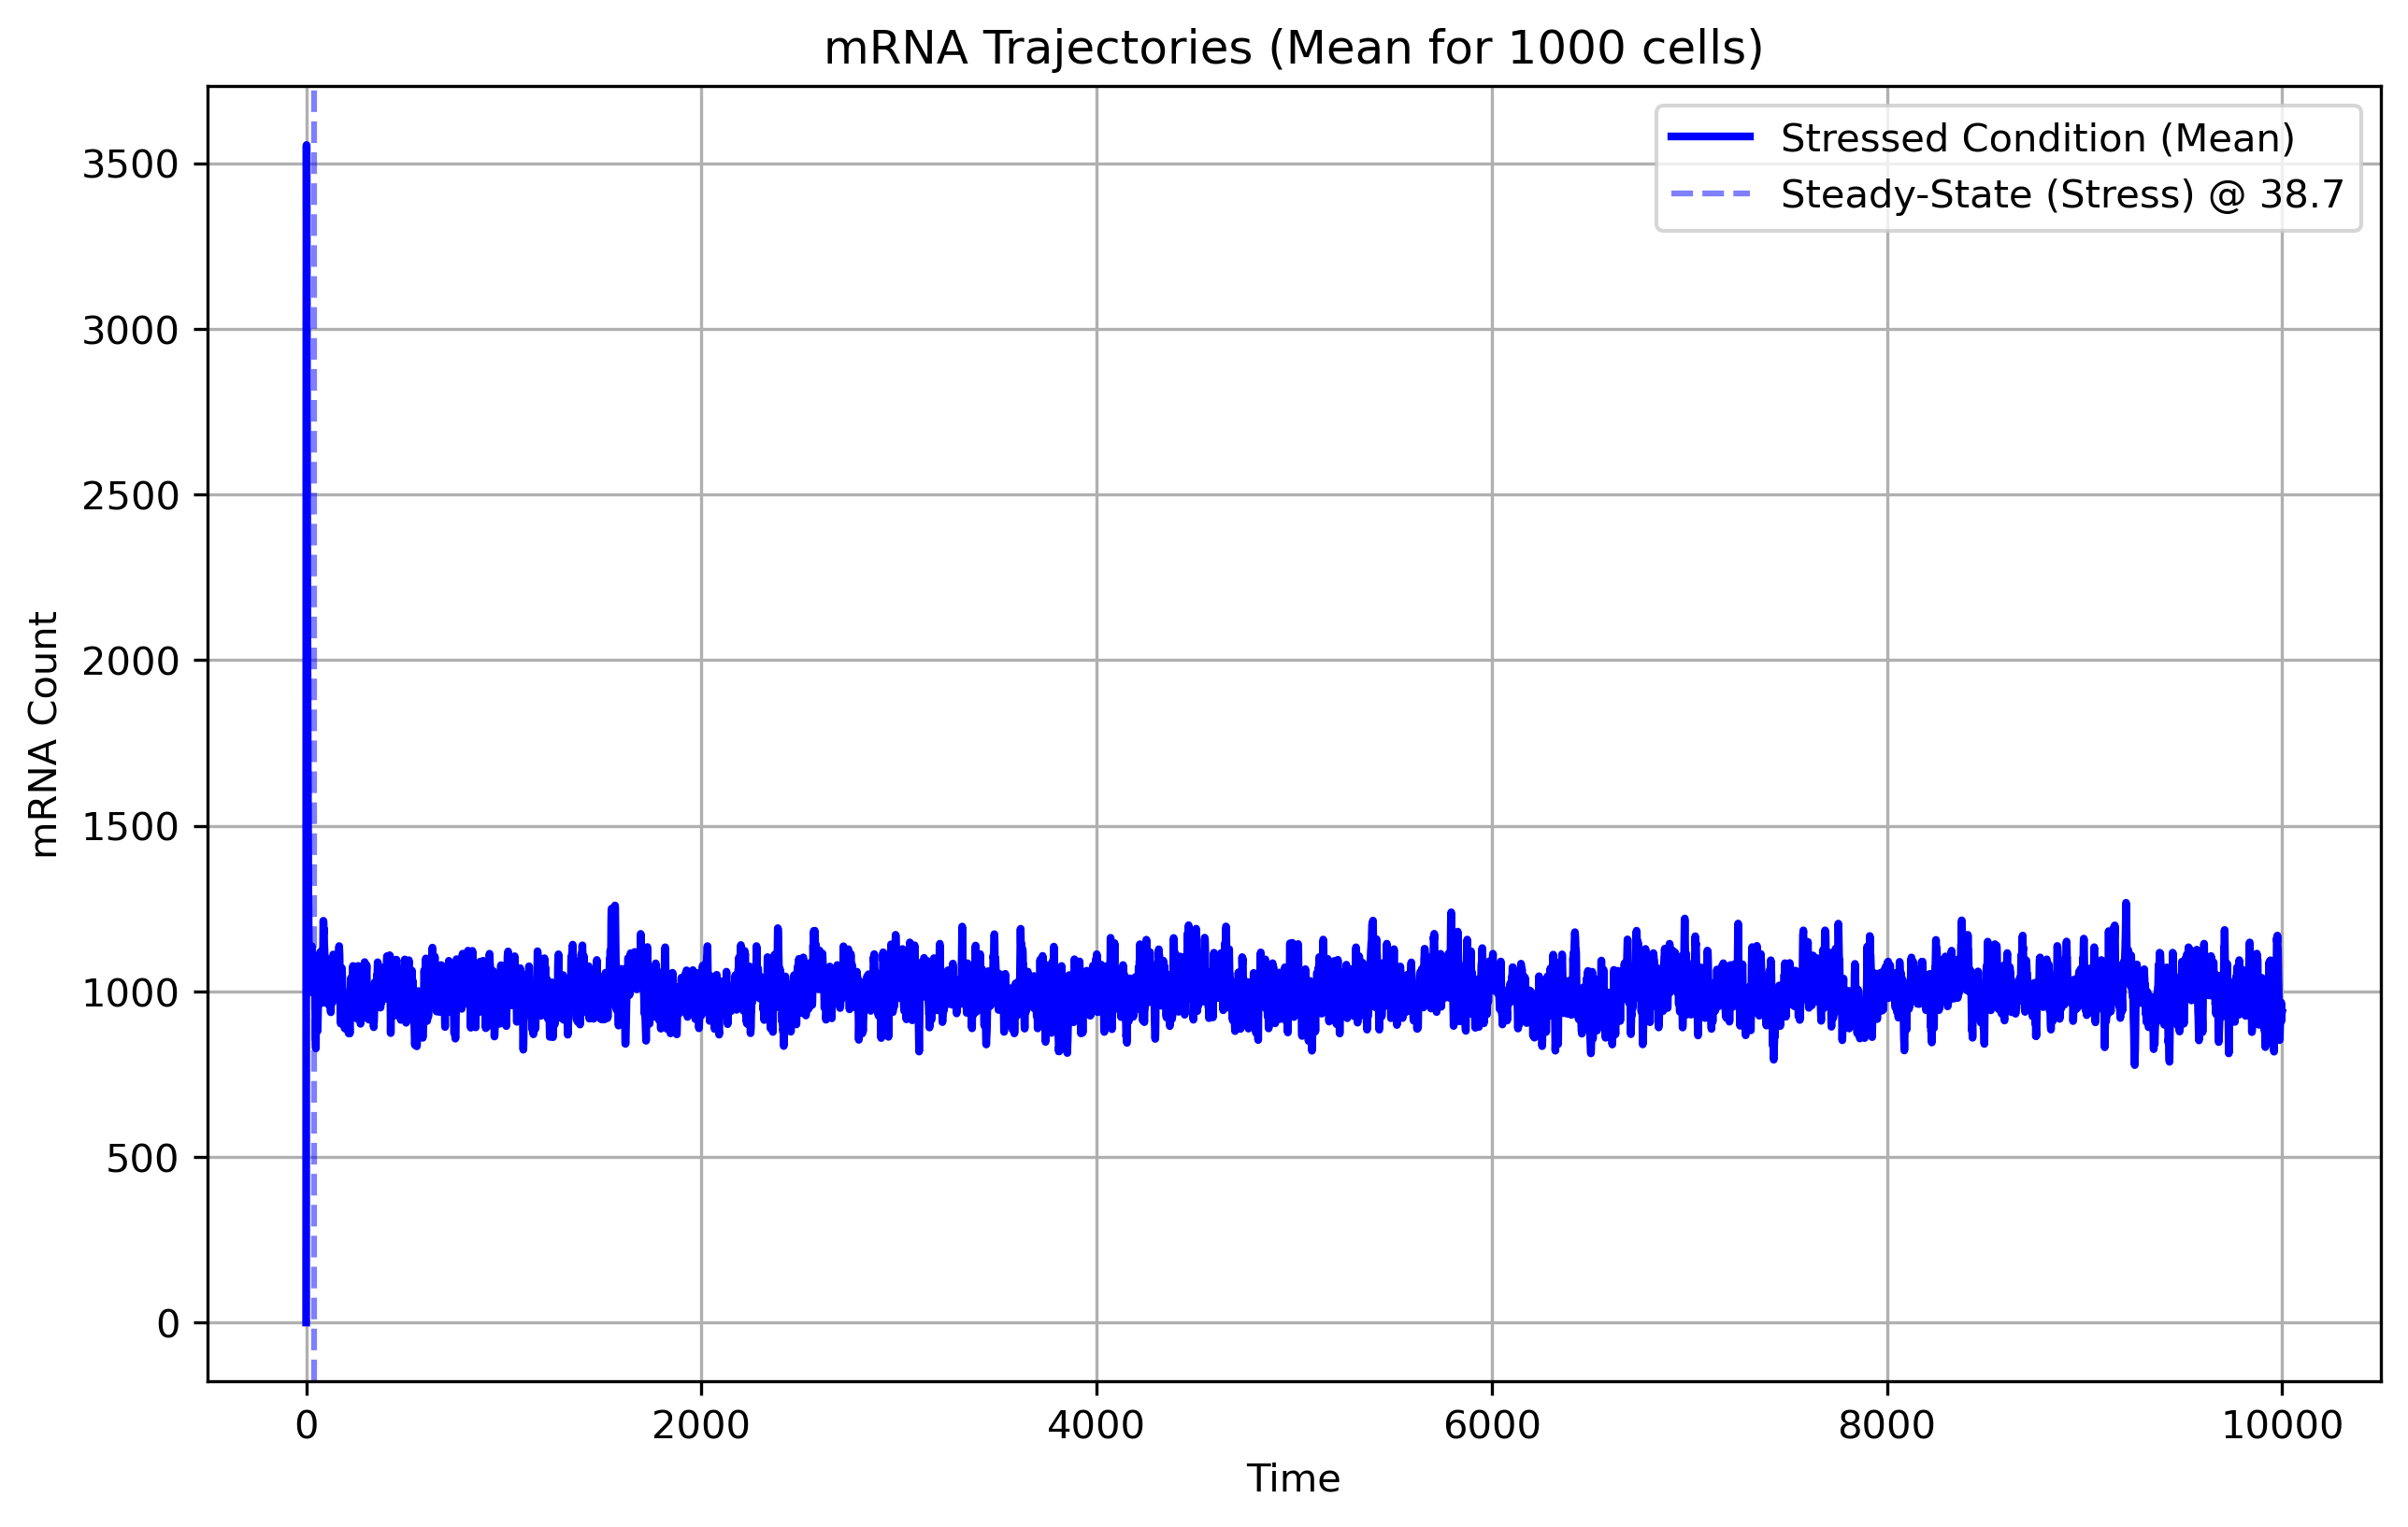 mRNA Trajectories (Mean for 1000 cells)
Stressed Condition (Mean)
Steady-State (Stress) @ 38.7
mRNA Count
3500
3000
2500
2000
1500
1000
500
0
0 2000 4000 6000 8000 10000
Time